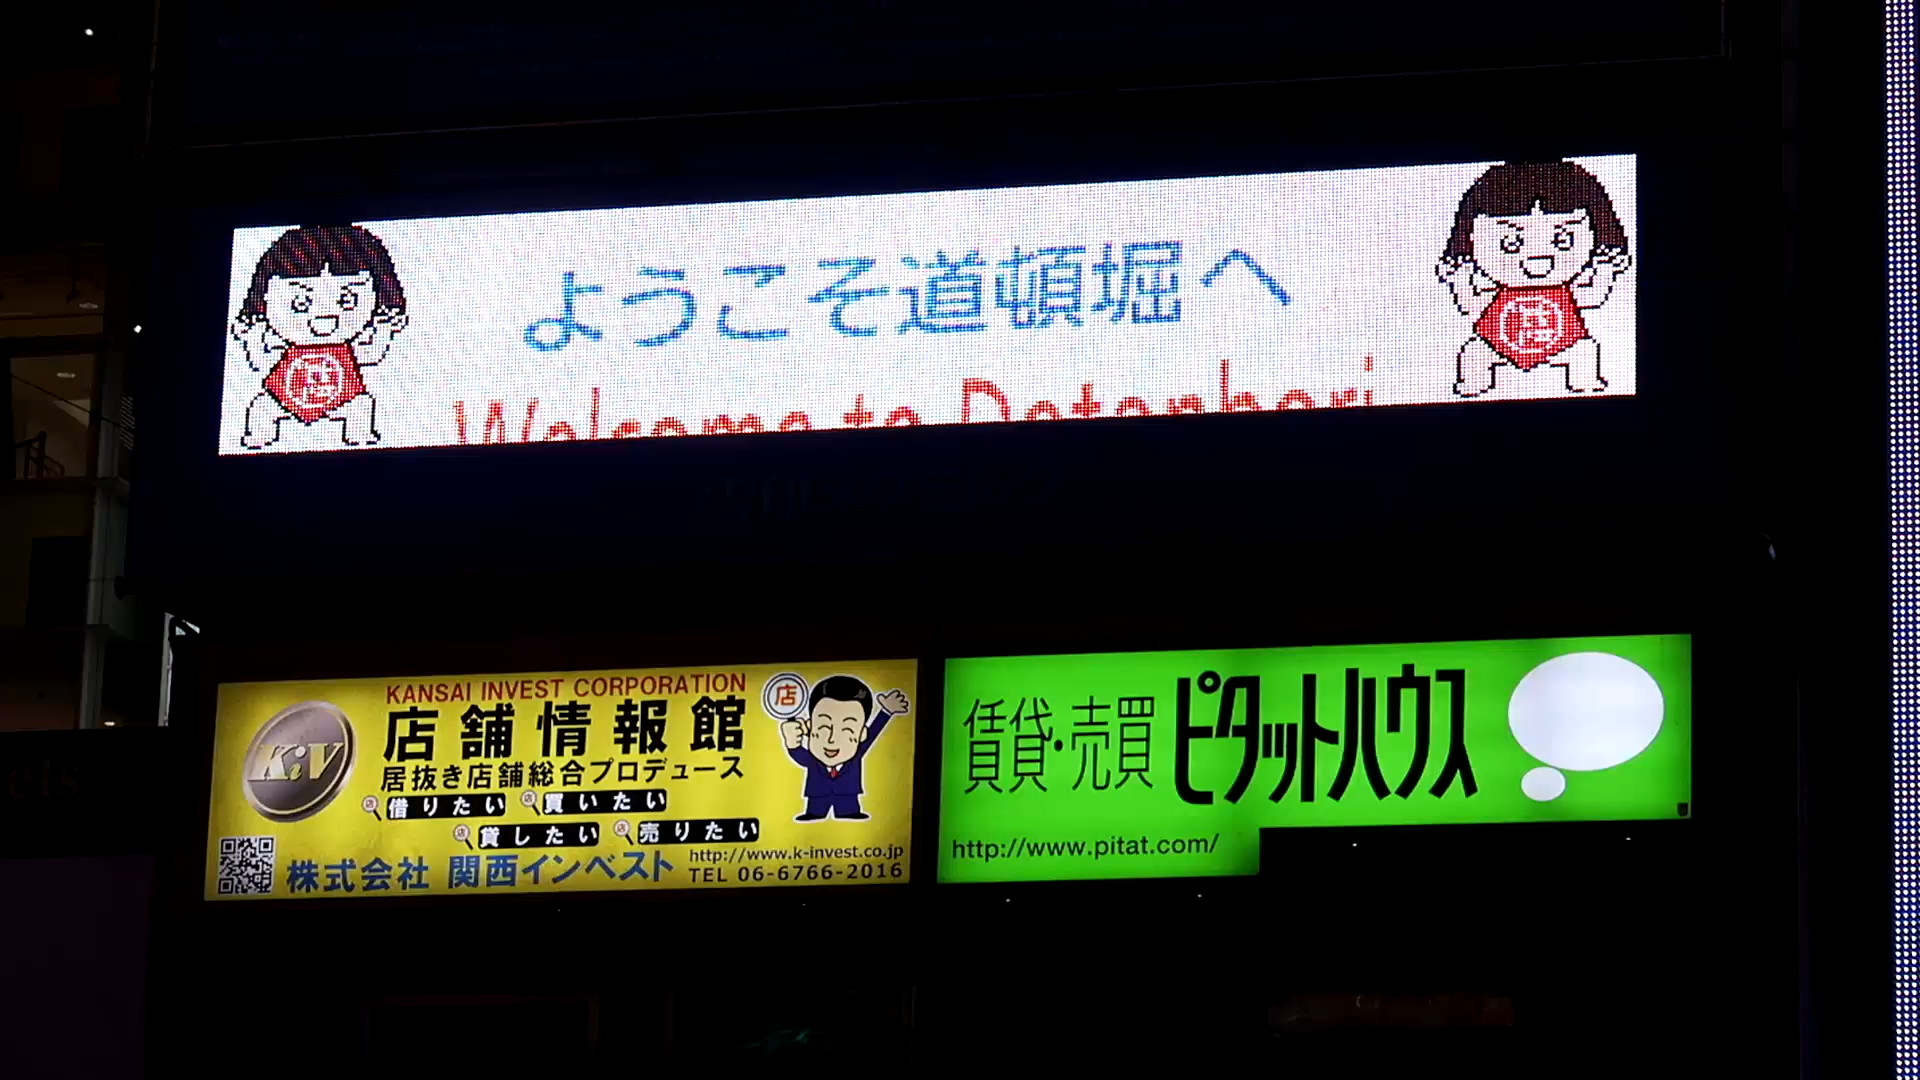 ようこそ道頓堀へ
Welcome to Dotonbori
KANSAI INVEST CORPORATION
店舗情報館
居抜き店舗総合プロデュース
借りたい 買いたい
貸したい 売りたい
株式会社 関西インベスト
http://www.k-invest.co.jp
TEL 06-6766-2016
KiV
店
賃貸・売買 ピタットハウス
http://www.pitat.com/